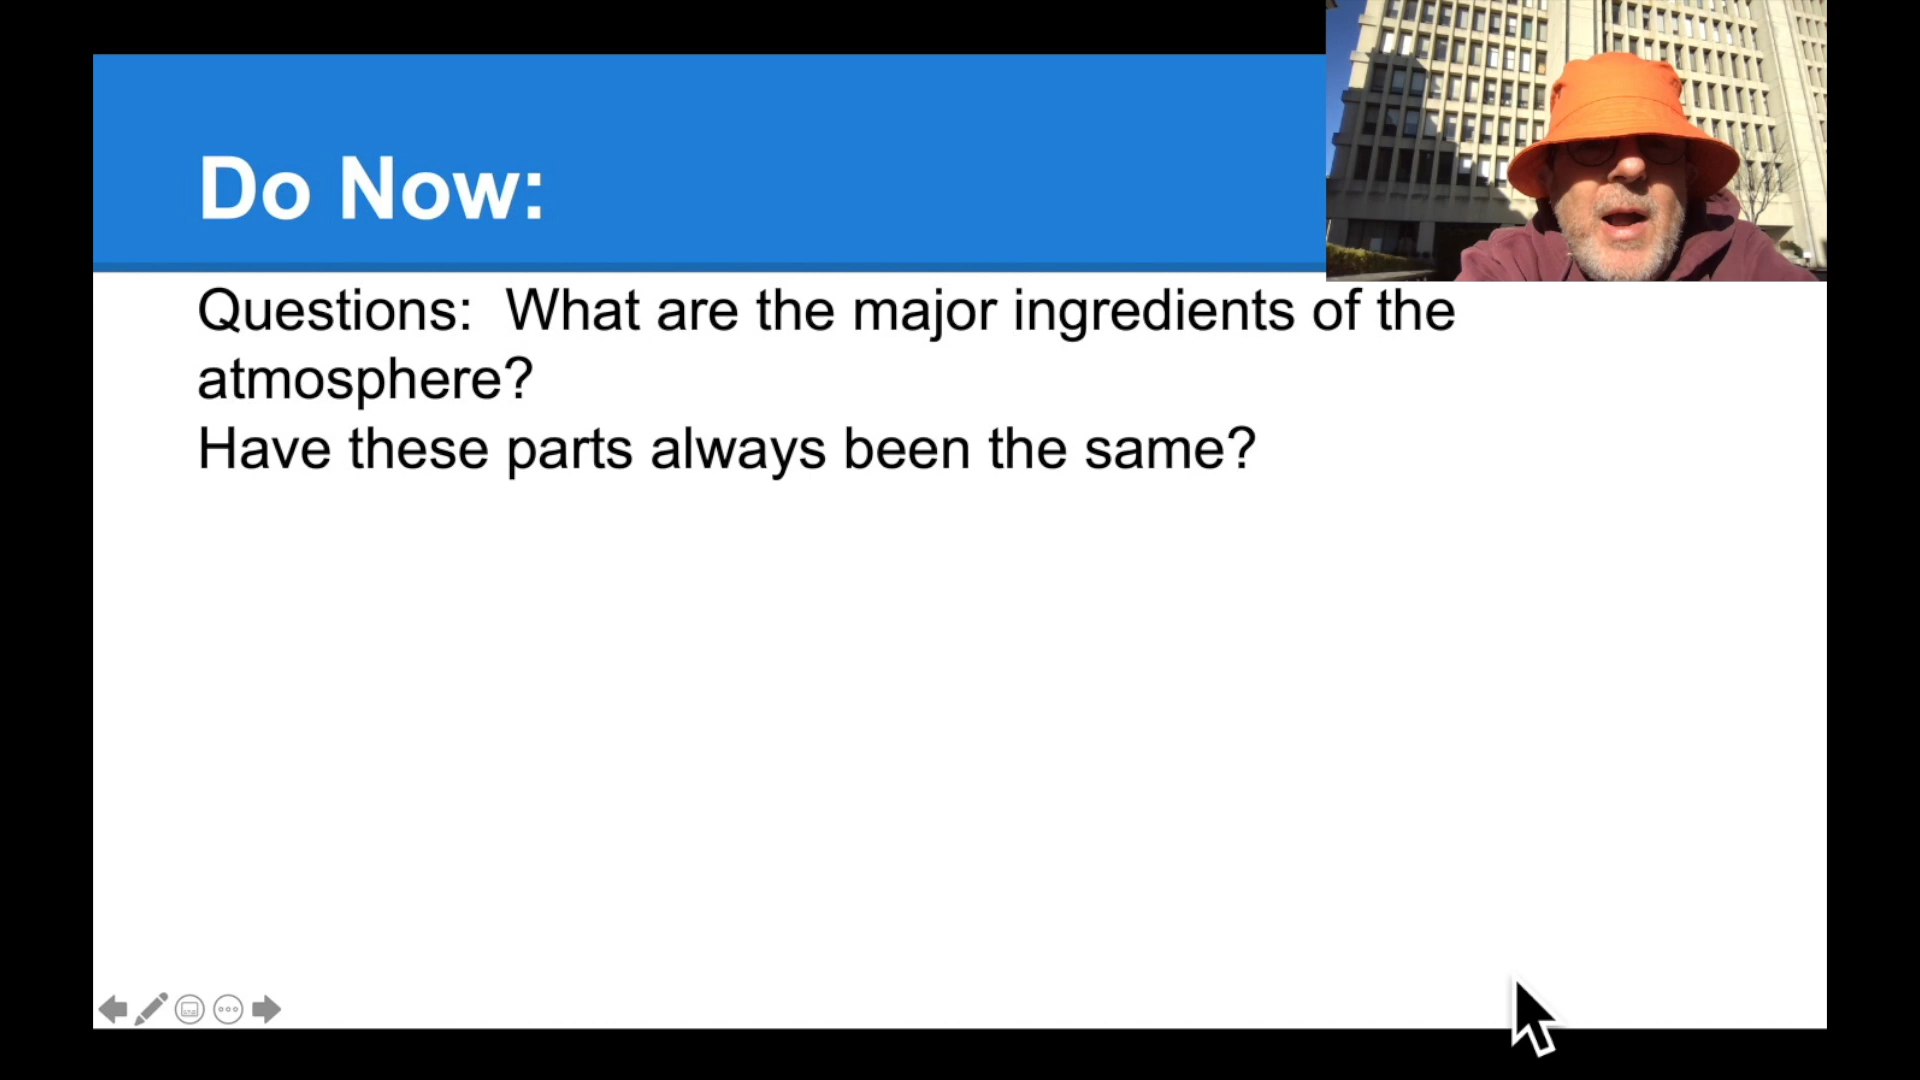 Do Now:
Questions:  What are the major ingredients of the
atmosphere?
Have these parts always been the same?